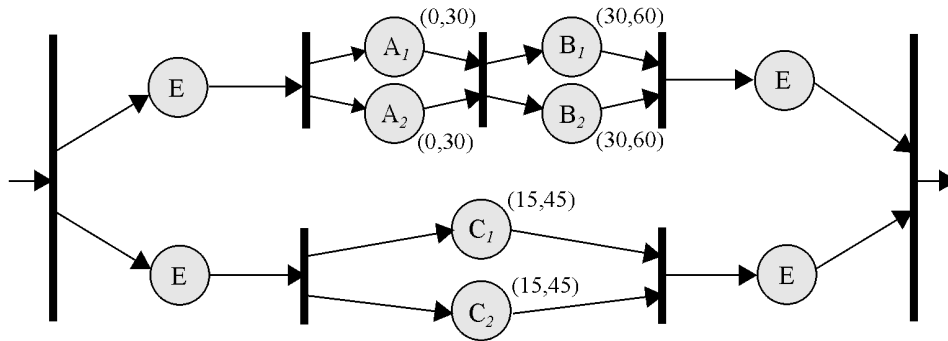 (0,30)
(30,60)
A1
B1
E
E
A2
B2
(0,30)
(30,60)
(15,45)
C1
E
E
(15,45)
C2